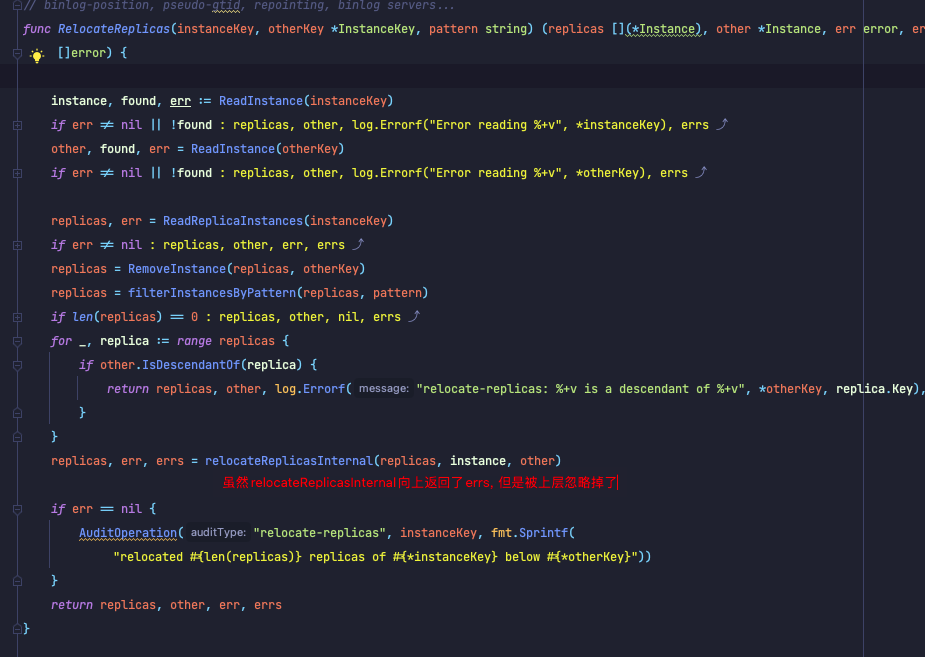 // binlog-position, pseudo-gtid, repointing, binlog servers...
func RelocateReplicas(instanceKey, otherKey *InstanceKey, pattern string) (replicas [](*Instance), other *Instance, err error, er
[]error) {
instance, found, err := ReadInstance(instanceKey)
if err ≠ nil || !found : replicas, other, log.Errorf("Error reading %+v", *instanceKey), errs ⤴
other, found, err = ReadInstance(otherKey)
if err ≠ nil || !found : replicas, other, log.Errorf("Error reading %+v", *otherKey), errs ⤴
replicas, err = ReadReplicaInstances(instanceKey)
if err ≠ nil : replicas, other, err, errs ⤴
replicas = RemoveInstance(replicas, otherKey)
replicas = filterInstancesByPattern(replicas, pattern)
if len(replicas) == 0 : replicas, other, nil, errs ⤴
for _, replica := range replicas {
if other.IsDescendantOf(replica) {
return replicas, other, log.Errorf( message: "relocate-replicas: %+v is a descendant of %+v", *otherKey, replica.Key),
}
}
replicas, err, errs = relocateReplicasInternal(replicas, instance, other)
虽然relocateReplicasInternal向上返回了errs, 但是被上层忽略掉了
if err == nil {
AuditOperation( auditType: "relocate-replicas", instanceKey, fmt.Sprintf(
"relocated #{len(replicas)} replicas of #{*instanceKey} below #{*otherKey}"))
}
return replicas, other, err, errs
}